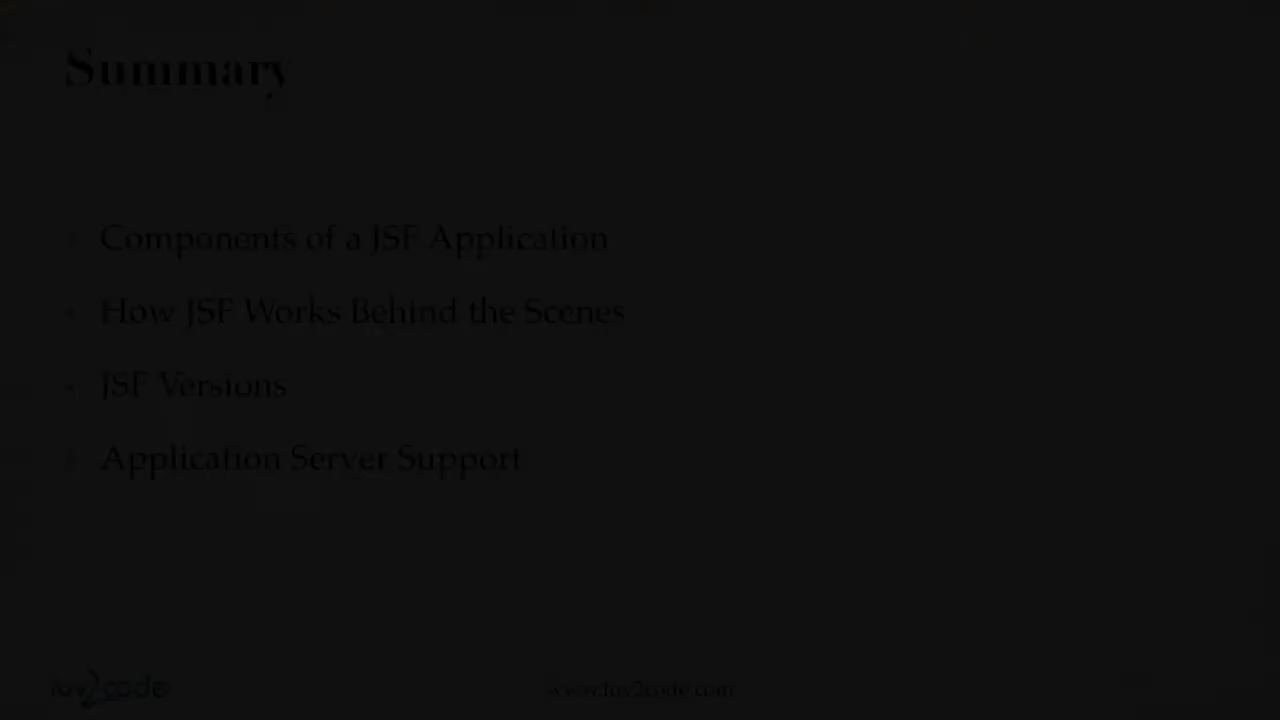 Summary
Components of a JSF Application
How JSF Works Behind the Scenes
JSF Versions
Application Server Support
luv2code
www.luv2code.com